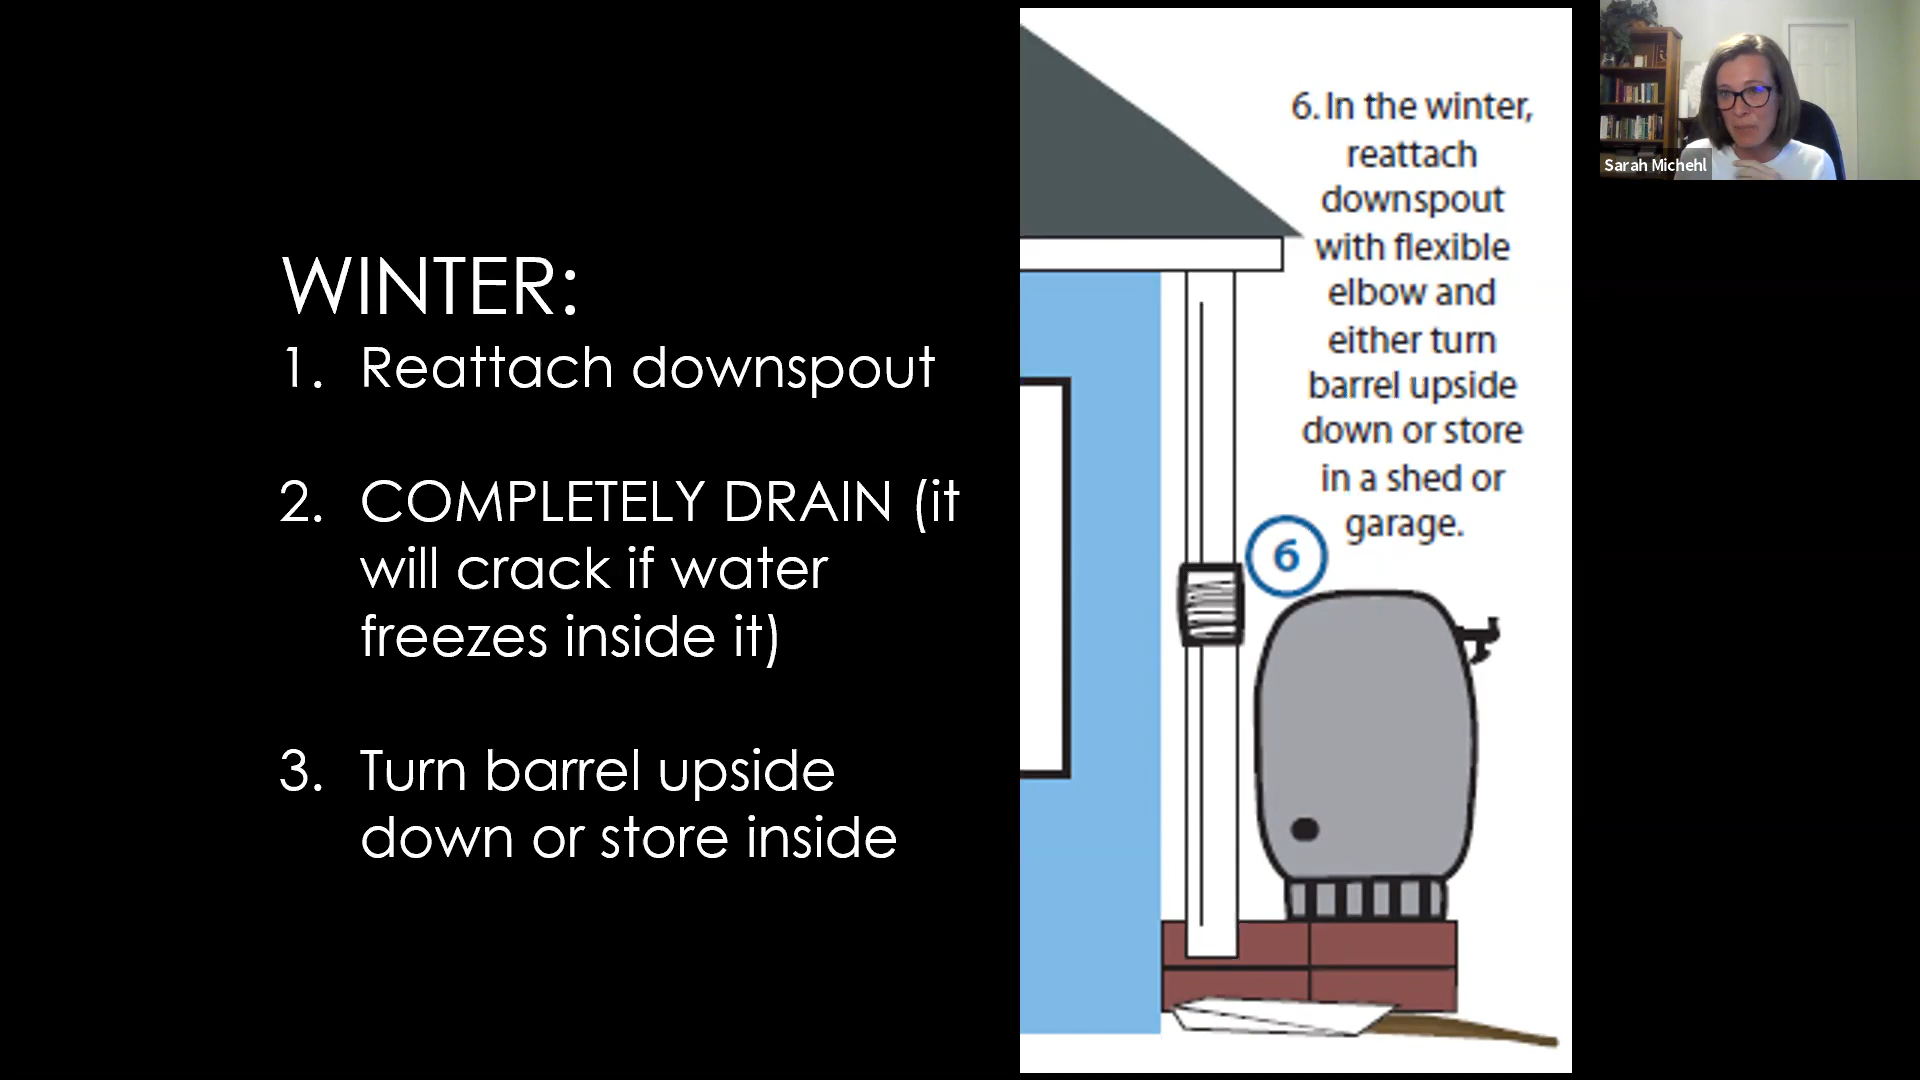 WINTER:
1. Reattach downspout
2. COMPLETELY DRAIN (it
will crack if water
freezes inside it)
3. Turn barrel upside
down or store inside
6. In the winter,
reattach
downspout
with flexible
elbow and
either turn
barrel upside
down or store
in a shed or
garage.
6
Sarah Michehl